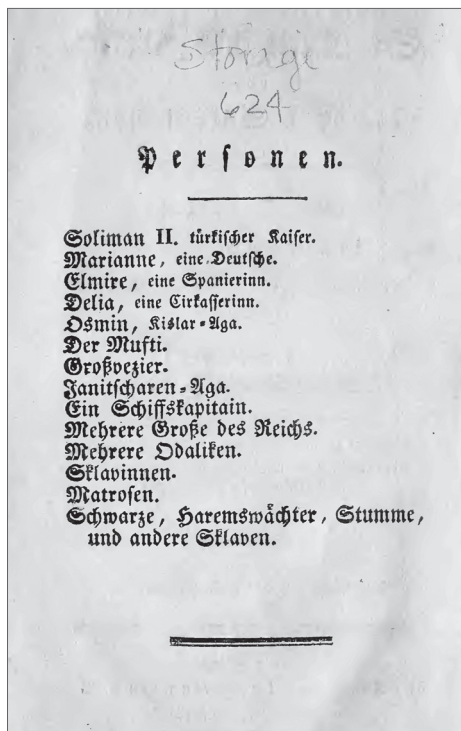 Storage
624
Personen.
Soliman II. türkischer Kaiser.
Marianne, eine Deutsche.
Elmire, eine Spanierinn.
Delia, eine Cirkasserinn.
Osmin, Kislar-Aga.
Der Mufti.
Großvezier.
Janitscharen-Aga.
Ein Schiffskapitain.
Mehrere Große des Reichs.
Mehrere Odaliken.
Sklavinnen.
Matrosen.
Schwarze, Haremswächter, Stumme,
und andere Sklaven.